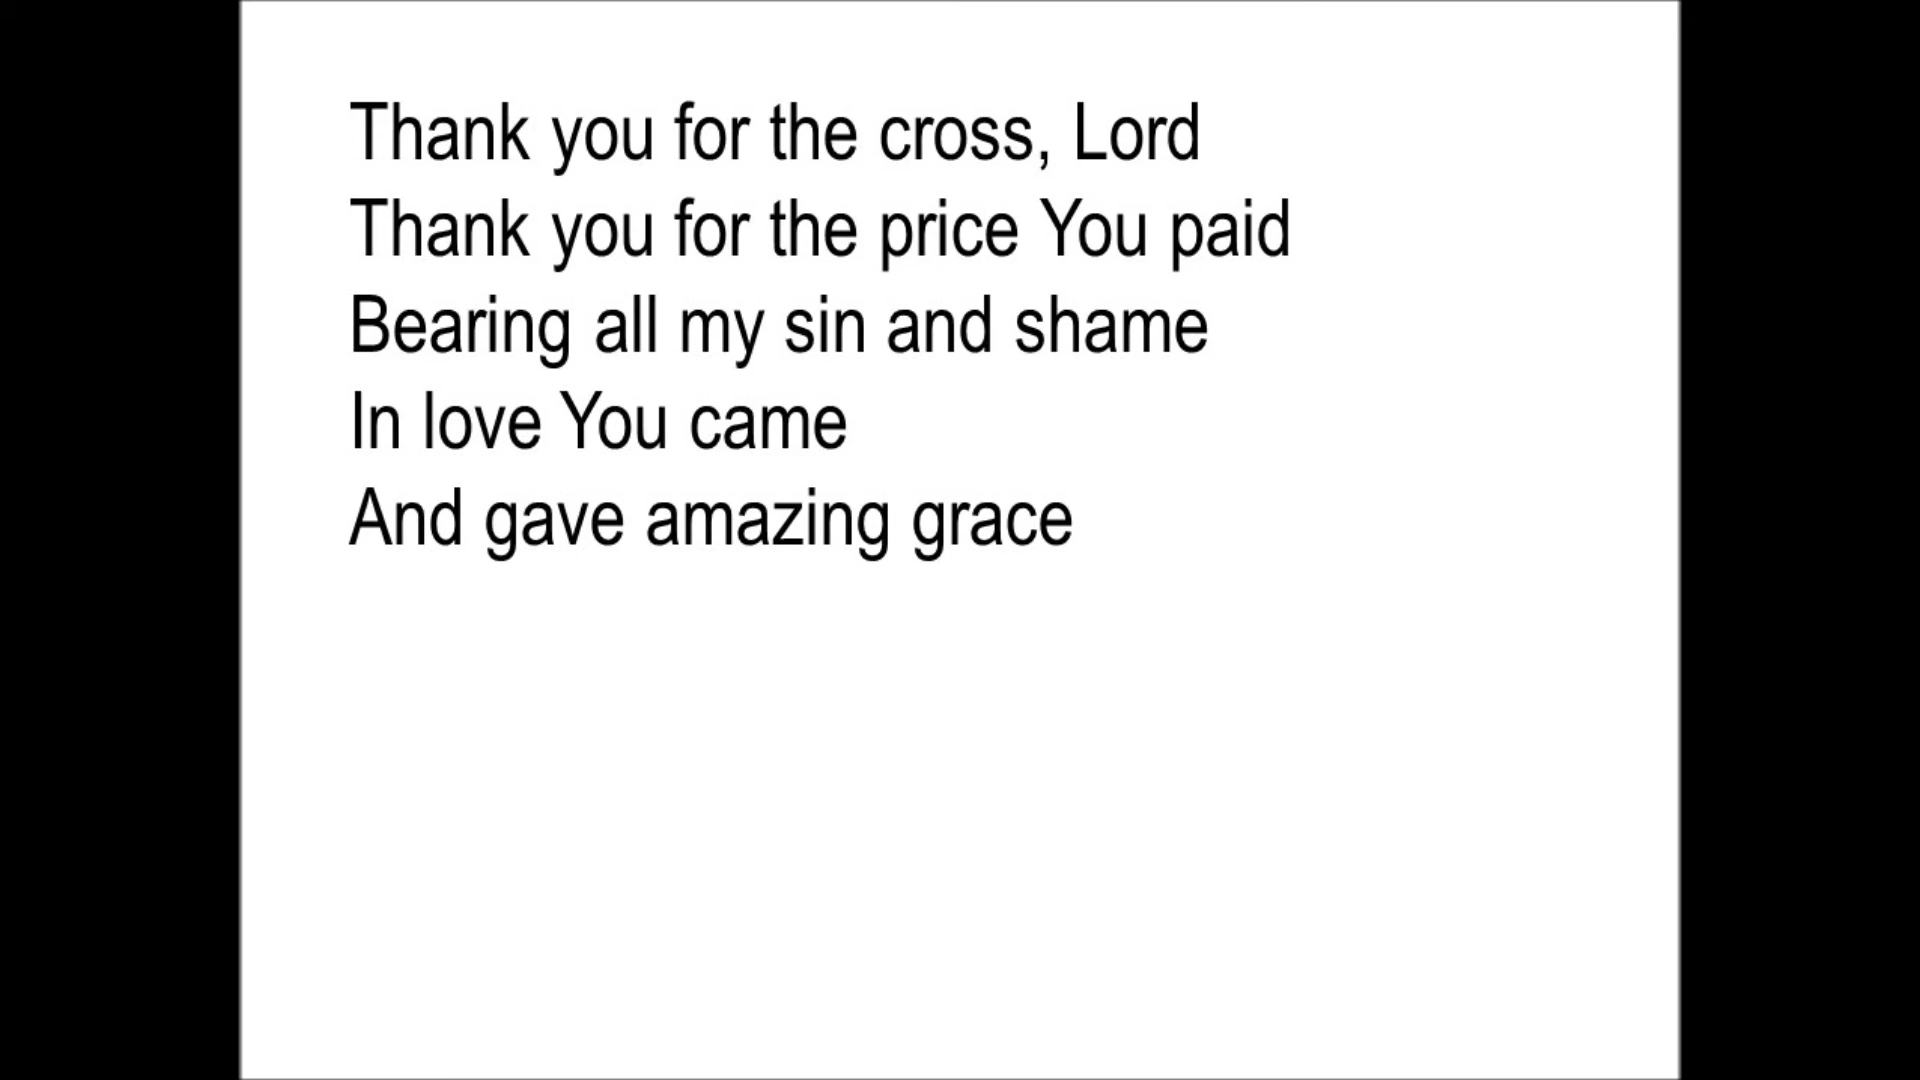 Thank you for the cross, Lord
Thank you for the price You paid
Bearing all my sin and shame
In love You came
And gave amazing grace